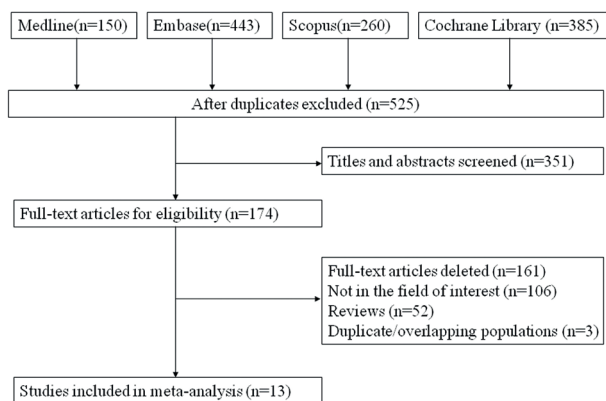 Medline(n=150)
Embase(n=443)
Scopus(n=260)
Cochrane Library (n=385)
After duplicates excluded (n=525)
Titles and abstracts screened (n=351)
Full-text articles for eligibility (n=174)
Full-text articles deleted (n=161)
Not in the field of interest (n=106)
Reviews (n=52)
Duplicate/overlapping populations (n=3)
Studies included in meta-analysis (n=13)